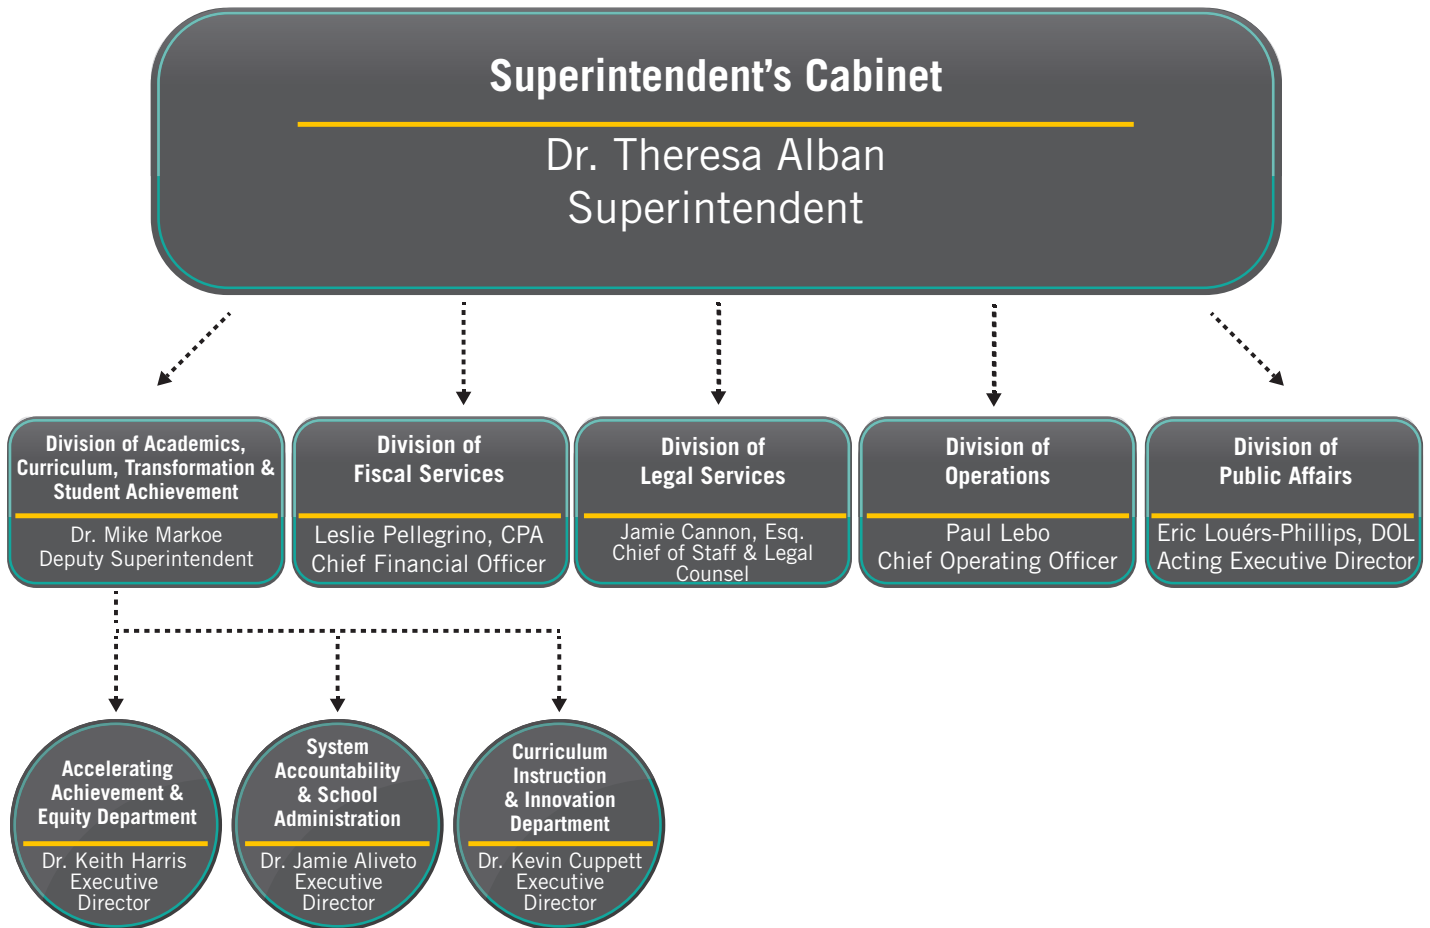 Superintendent’s Cabinet
Dr. Theresa Alban
Superintendent
Division of Academics,
Curriculum, Transformation &
Student Achievement
Dr. Mike Markoe
Deputy Superintendent
Division of
Fiscal Services
Leslie Pellegrino, CPA
Chief Financial Officer
Division of
Legal Services
Jamie Cannon, Esq.
Chief of Staff & Legal
Counsel
Division of
Operations
Paul Lebo
Chief Operating Officer
Division of
Public Affairs
Eric Louérs-Phillips, DOL
Acting Executive Director
Accelerating
Achievement &
Equity Department
Dr. Keith Harris
Executive
Director
System
Accountability
& School
Administration
Dr. Jamie Aliveto
Executive
Director
Curriculum
Instruction
& Innovation
Department
Dr. Kevin Cuppett
Executive
Director